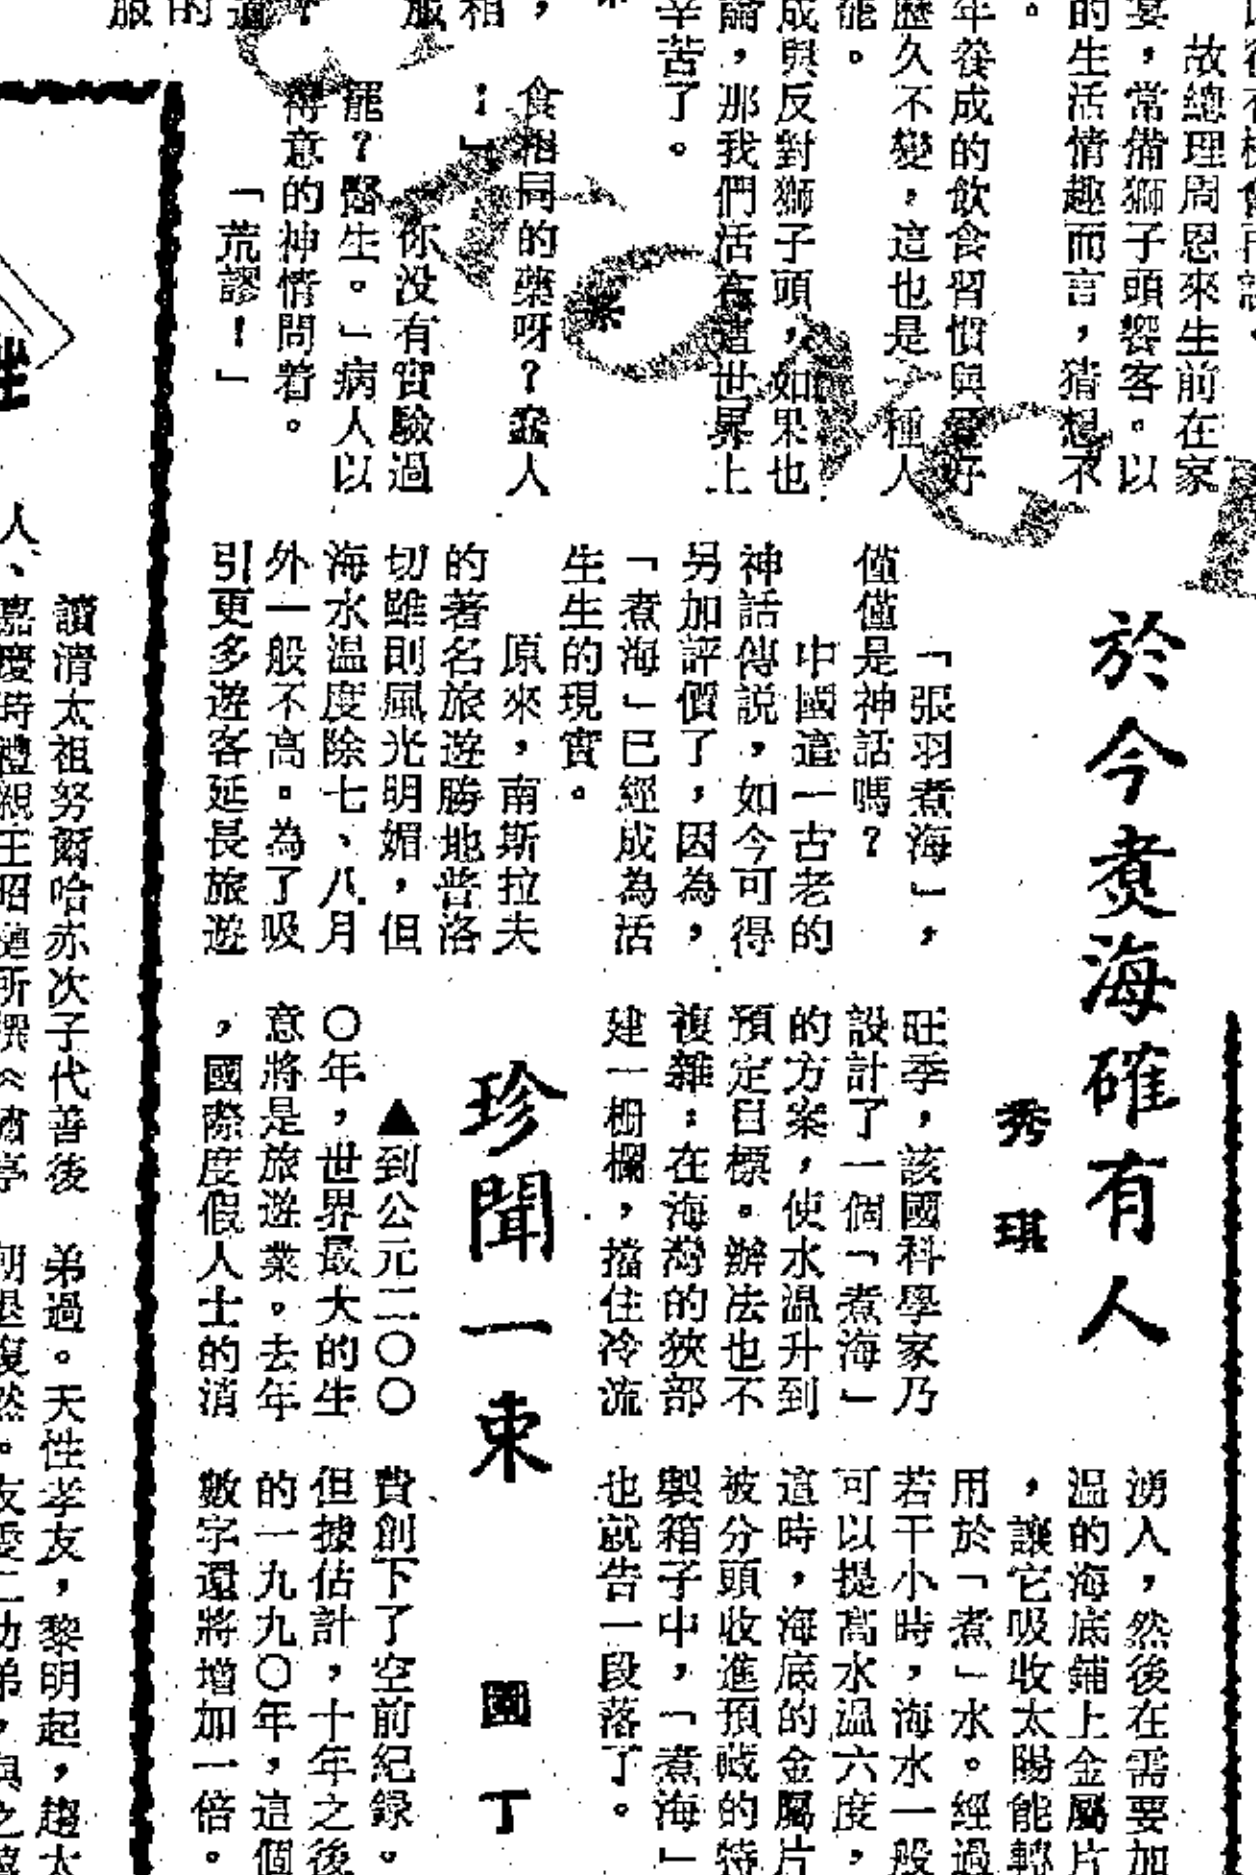 故總理周恩來生前在家
宴，常備獅子頭饗客。以
的生活情趣而言，猜想不
。
年養成的飲食習慣與愛好
歷久不變，這也是一種人
罷。
成與反對獅子頭，如果也
論，那我們活在這世界上
辛苦了。
食相同的藥呀？蠢人
！」
你没有實驗過
罷？醫生。」病人以
得意的神情問着。
「荒謬！」
於今煮海確有人
秀琪
「張羽煮海」，
僅僅是神話嗎？
中國這一古老的
神話傳説，如今可得
另加評價了，因為，
「煮海」已經成為活
生生的現實。
原來，南斯拉夫
的著名旅遊勝地普洛
切雖則風光明媚，但
海水温度除七、八月
外一般不高。為了吸
引更多遊客延長旅遊
旺季，該國科學家乃
設計了一個「煮海」
的方案，使水温升到
預定目標。辦法也不
複雜：在海灣的狹部
建一栅欄，擋住冷流
湧入，然後在需要加
温的海底鋪上金屬片
，讓它吸收太陽能輕
用於「煮」水。經過
若干小時，海水一般
可以提高水温六度，
這時，海底的金屬片
被分頭收進預藏的特
製箱子中，「煮海」
也就告一段落了。
珍聞一束
園丁
▲到公元二〇〇
〇年，世界最大的生
意將是旅遊業。去年
，國際度假人士的消
費創下了空前紀録。
但據估計，十年之後
的一九九〇年，這個
數字還將增加一倍。
讀清太祖努爾哈赤次子代善後
人、嘉慶時禮親王昭槤所撰《嘯亭
弟過。天性孝友，黎明起，趨太